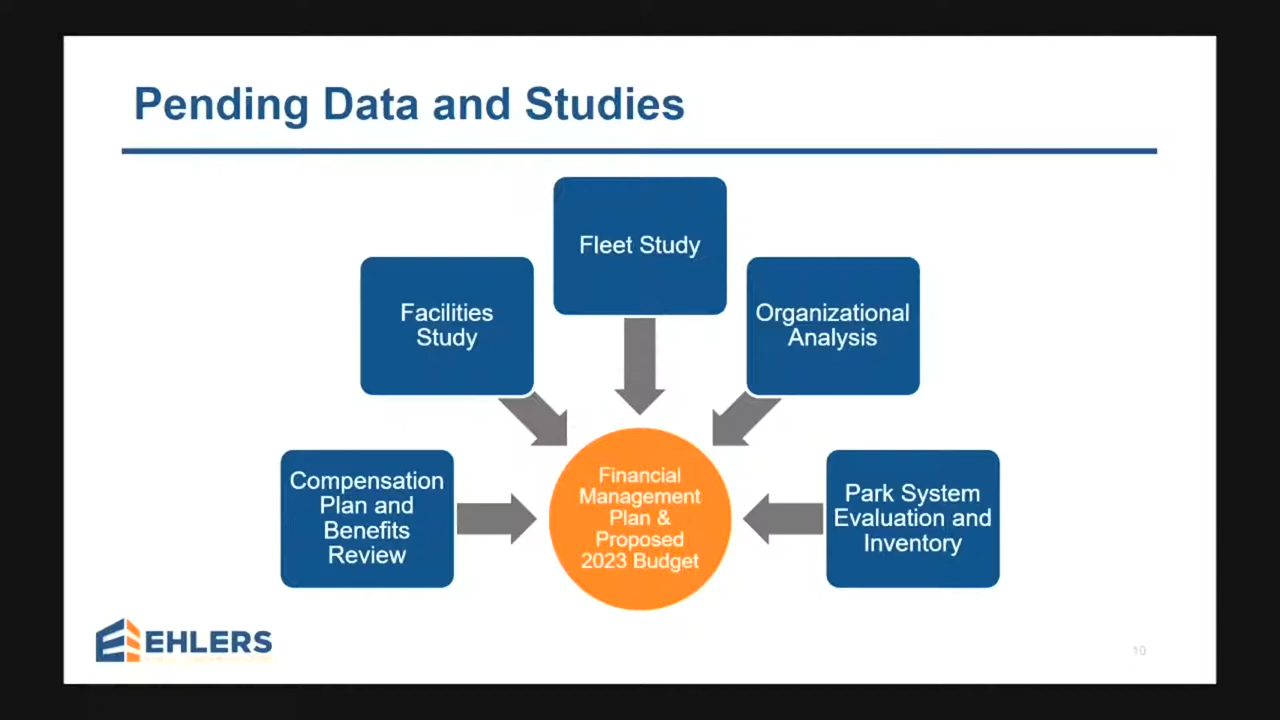 Pending Data and Studies
Fleet Study
Facilities
Study
Organizational
Analysis
Compensation
Plan and
Benefits
Review
Financial
Management
Plan &
Proposed
2023 Budget
Park System
Evaluation and
Inventory
EHLERS
10